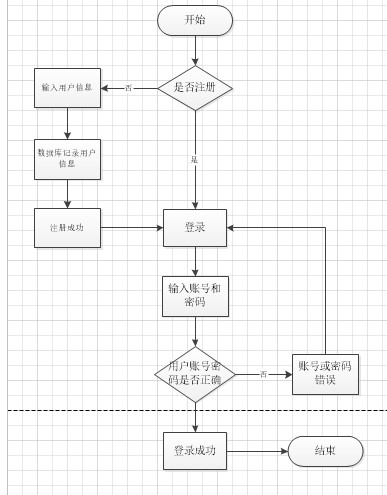 开始
是否注册
否
输入用户信息
数据库记录用户
信息
是
注册成功
登录
输入账号和
密码
用户账号密
码是否正确
否
账号或密码
错误
登录成功
结束